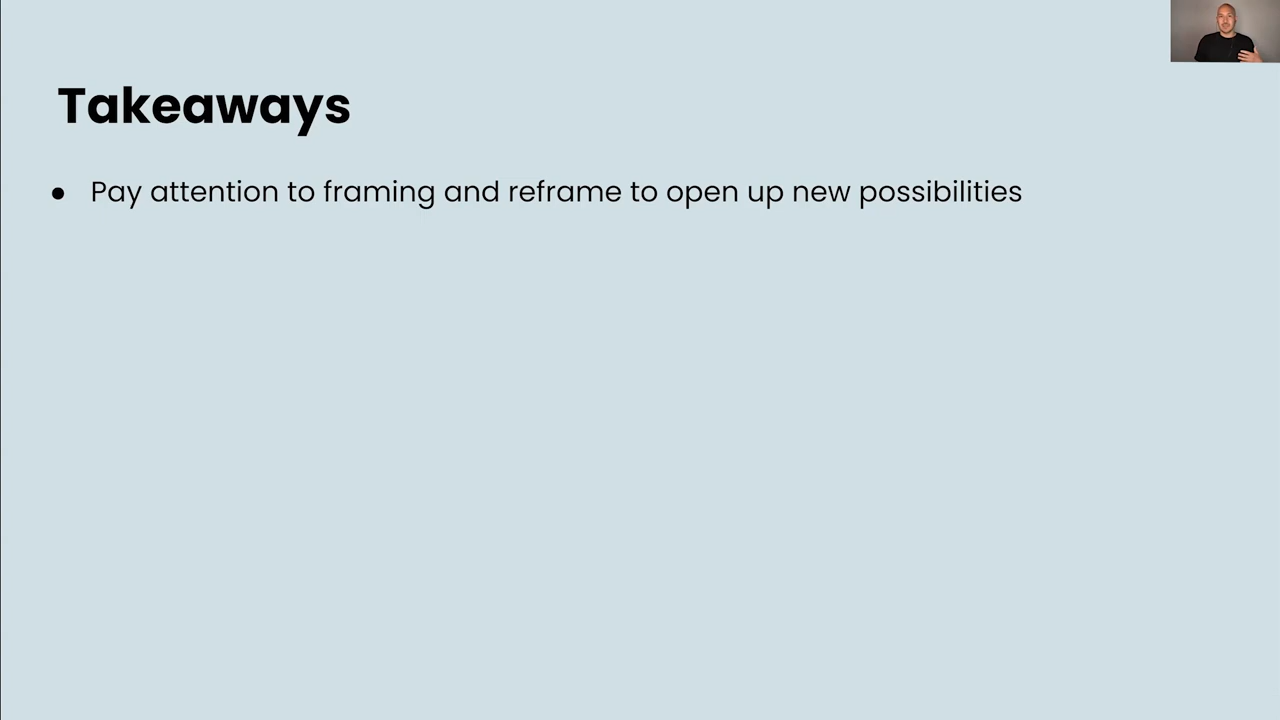 Takeaways
● Pay attention to framing and reframe to open up new possibilities